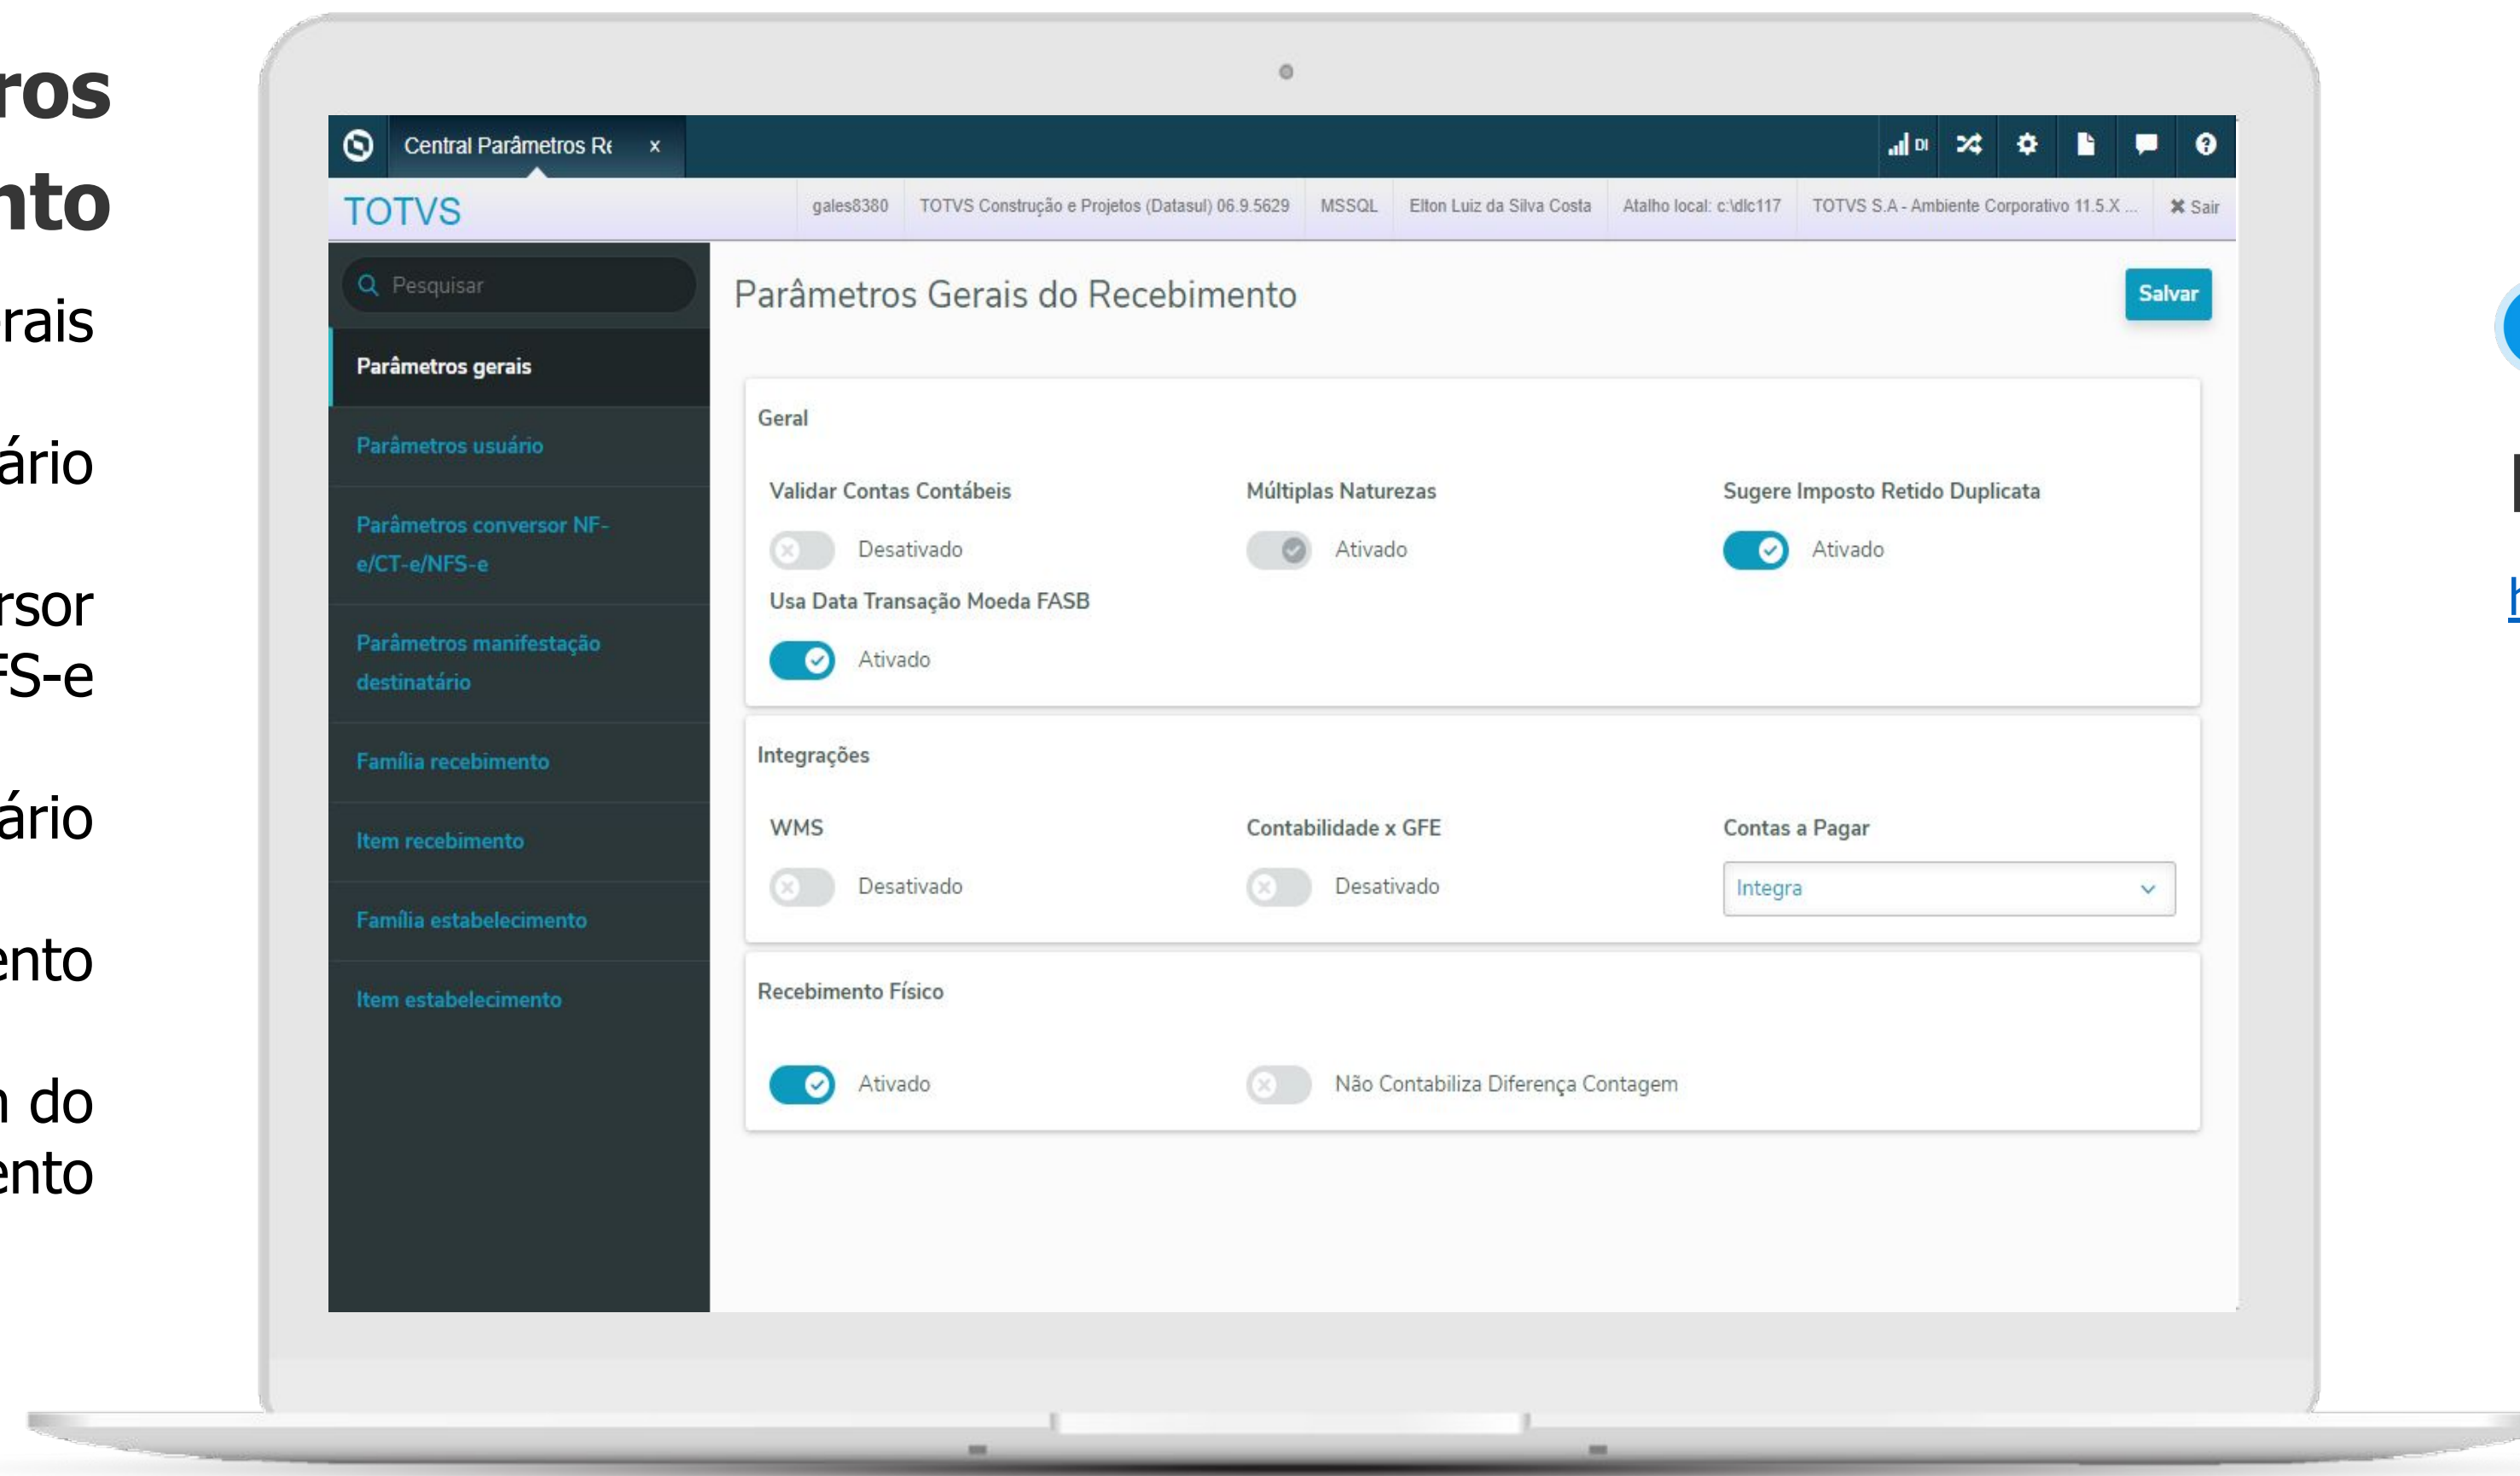 Central Parâmetros Re x
DI
TOTVS
gales8380 TOTVS Construção e Projetos (Datasul) 06.9.5629 MSSQL Elton Luiz da Silva Costa Atalho local: c:\dlc117 TOTVS S.A - Ambiente Corporativo 11.5.X ... Sair
Pesquisar
Parâmetros gerais
Parâmetros usuário
Parâmetros conversor NF-
e/CT-e/NFS-e
Parâmetros manifestação
destinatário
Família recebimento
Item recebimento
Família estabelecimento
Item estabelecimento
Parâmetros Gerais do Recebimento
Salvar
Geral
Validar Contas Contábeis Múltiplas Naturezas Sugere Imposto Retido Duplicata
Desativado Ativado Ativado
Usa Data Transação Moeda FASB
Ativado
Integrações
WMS Contabilidade x GFE Contas a Pagar
Desativado Desativado Integra
Recebimento Físico
Ativado Não Contabiliza Diferença Contagem
ros
nto
rais
ário
rsor
FS-e
ário
ento
do
ento